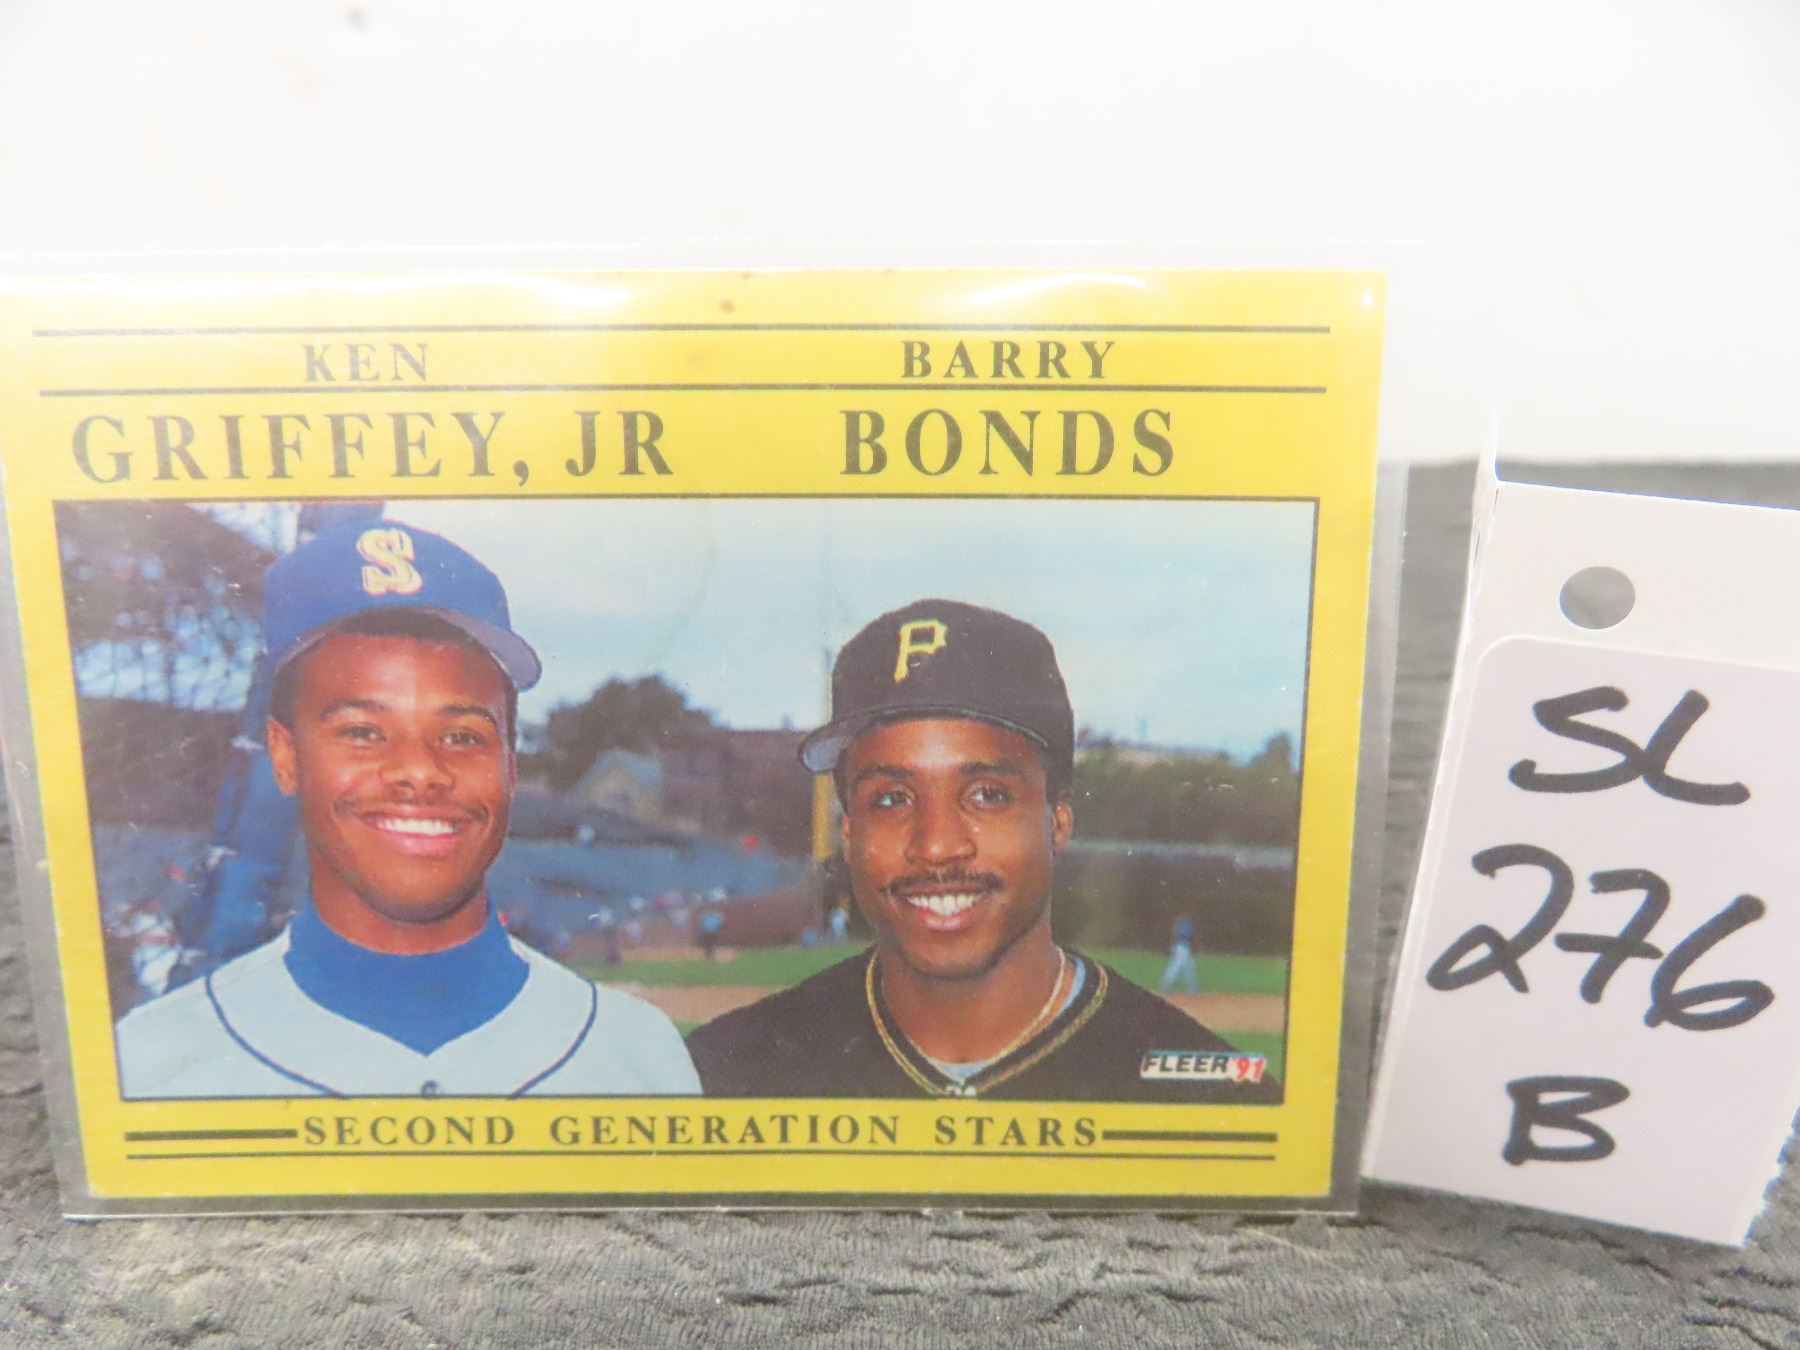 KEN BARRY
GRIFFEY, JR BONDS
S
P
FLEER '91
SECOND GENERATION STARS
SL
276
B